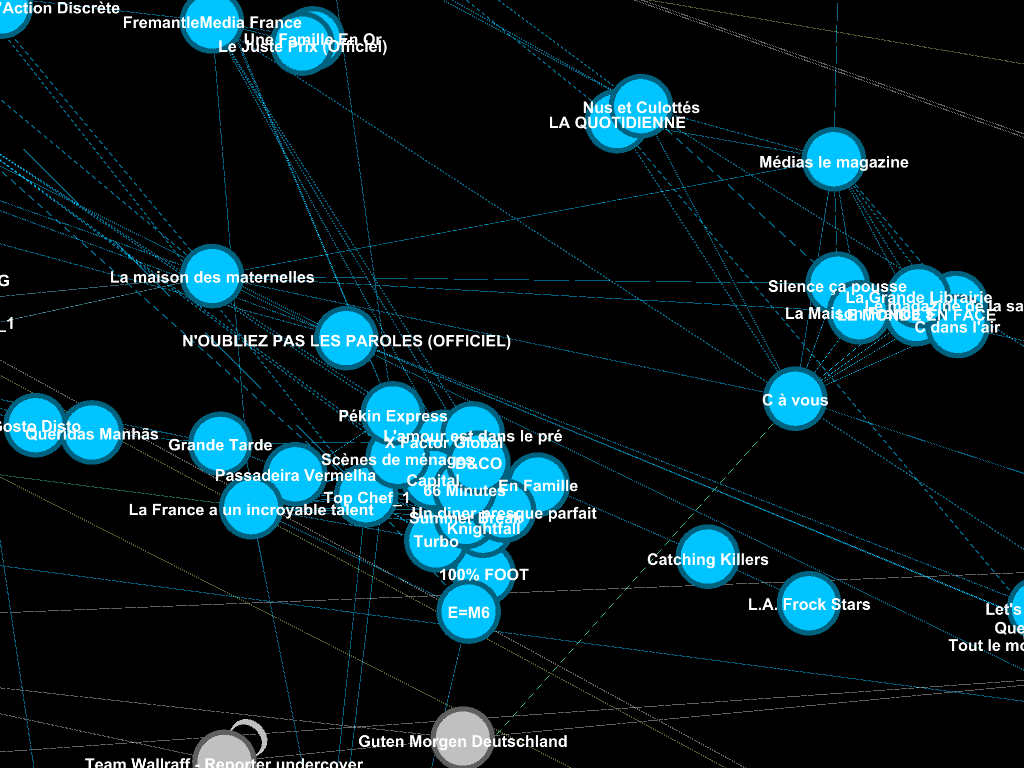 'Action Discrète
FremantleMedia France
Une Famille En Or
Le Juste Prix (Officiel)
Nus et Culottés
LA QUOTIDIENNE
Médias le magazine
La maison des maternelles
G
_1
Silence ça pousse
La Grande Librairie
Le magazine de la sa
La Maison
LE MONDE EN FACE
C dans l'air
N'OUBLIEZ PAS LES PAROLES (OFFICIEL)
C à vous
Pékin Express
Gosto Disto
Queridas Manhãs
Grande Tarde
L'amour est dans le pré
X Factor Global
Scènes de ménages
D&CO
Passadeira Vermelha
Capital
66 Minutes
En Famille
Top Chef_1
La France a un incroyable talent
Un diner presque parfait
Summer Break
Knightfall
Turbo
100% FOOT
E=M6
Catching Killers
L.A. Frock Stars
Let's
Que
Tout le mo
Guten Morgen Deutschland
Team Wallraff - Reporter undercover